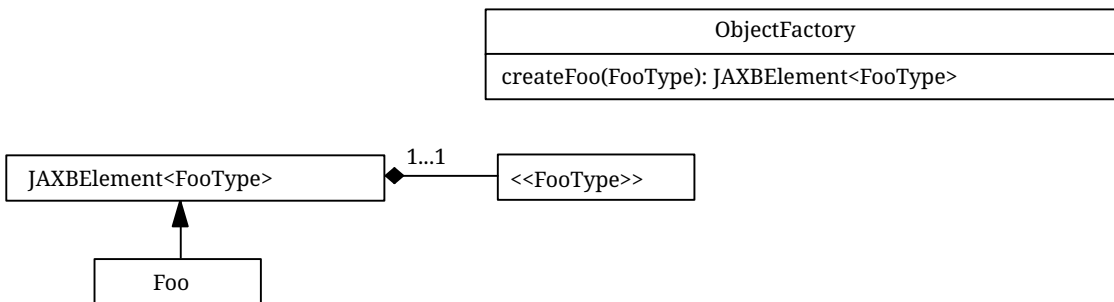 ObjectFactory
createFoo(FooType): JAXBElement<FooType>
1...1
JAXBElement<FooType>
<<FooType>>
Foo